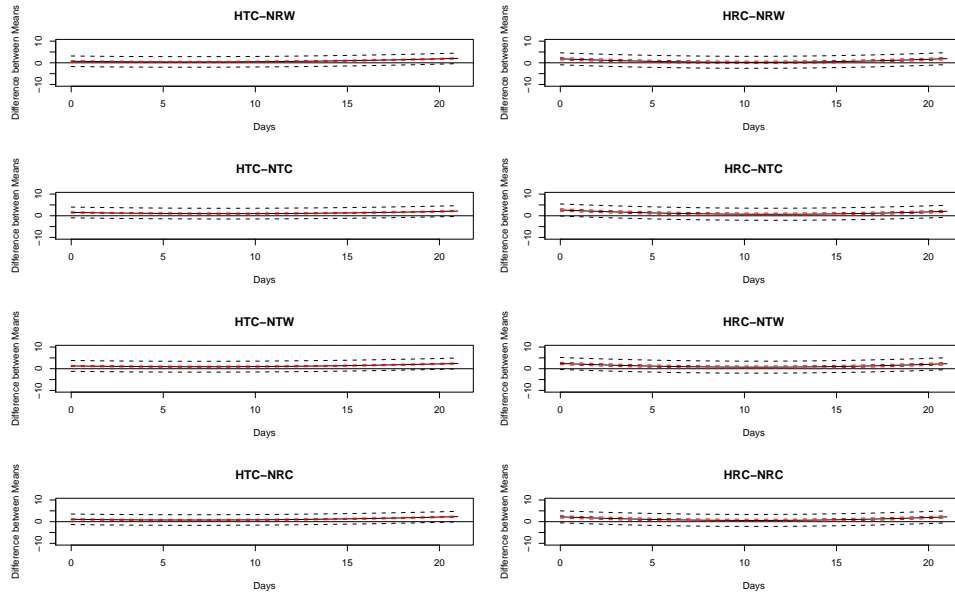 HTC−NRW
Difference between Means
−10 0 10
0 5 10 15 20
Days
HRC−NRW
Difference between Means
−10 0 10
0 5 10 15 20
Days
HTC−NTC
Difference between Means
−10 0 10
0 5 10 15 20
Days
HRC−NTC
Difference between Means
−10 0 10
0 5 10 15 20
Days
HTC−NTW
Difference between Means
−10 0 10
0 5 10 15 20
Days
HRC−NTW
Difference between Means
−10 0 10
0 5 10 15 20
Days
HTC−NRC
Difference between Means
−10 0 10
0 5 10 15 20
Days
HRC−NRC
Difference between Means
−10 0 10
0 5 10 15 20
Days